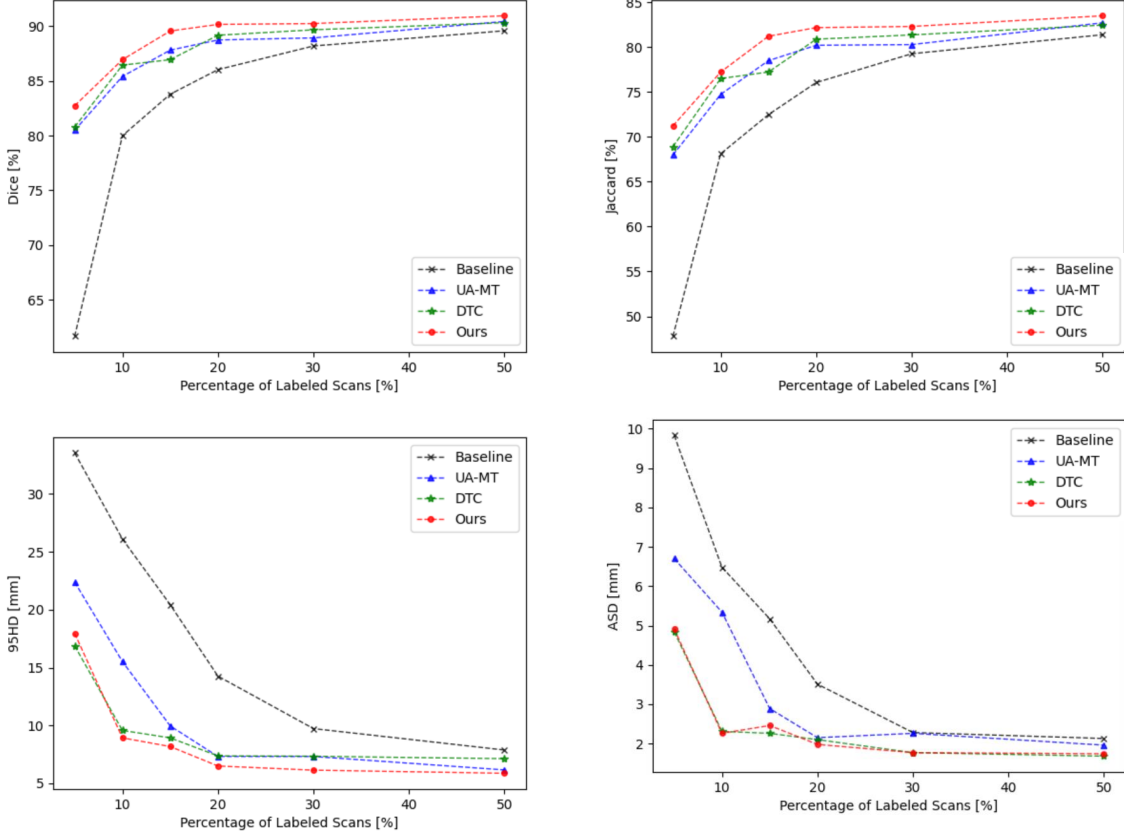 90
85
80
75
70
65
Dice [%]
Baseline
UA-MT
DTC
Ours
10
20
30
40
50
Percentage of Labeled Scans [%]
85
80
75
70
65
60
55
50
Jaccard [%]
Baseline
UA-MT
DTC
Ours
10
20
30
40
50
Percentage of Labeled Scans [%]
30
25
20
15
10
5
95HD [mm]
Baseline
UA-MT
DTC
Ours
10
20
30
40
50
Percentage of Labeled Scans [%]
10
9
8
7
6
5
4
3
2
ASD [mm]
Baseline
UA-MT
DTC
Ours
10
20
30
40
50
Percentage of Labeled Scans [%]